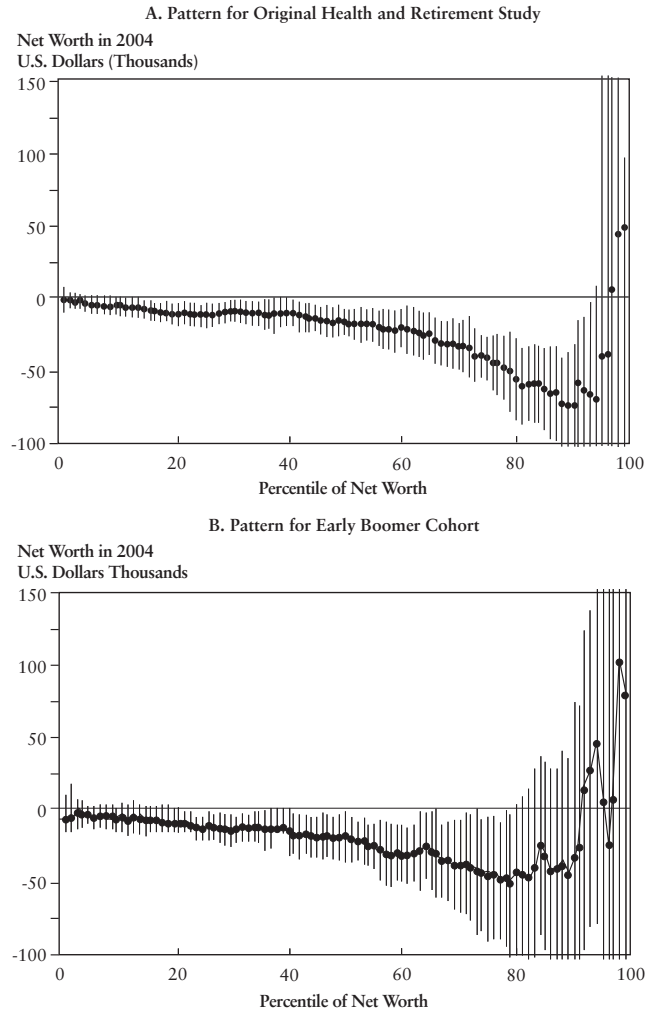 A. Pattern for Original Health and Retirement Study
Net Worth in 2004
U.S. Dollars (Thousands)
150
100
50
0
-50
-100
0 20 40 60 80 100
Percentile of Net Worth
B. Pattern for Early Boomer Cohort
Net Worth in 2004
U.S. Dollars Thousands
150
100
50
0
-50
-100
0 20 40 60 80 100
Percentile of Net Worth